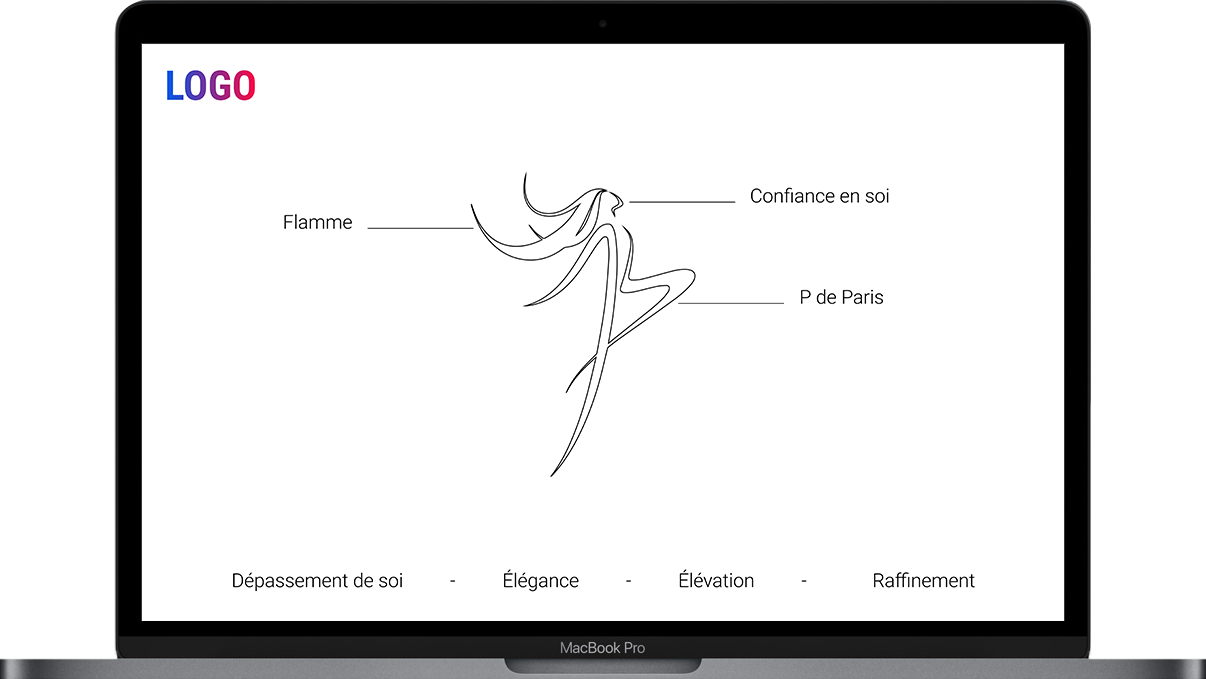 LOGO
Confiance en soi
Flamme
P de Paris
Dépassement de soi - Élégance - Élévation - Raffinement
MacBook Pro